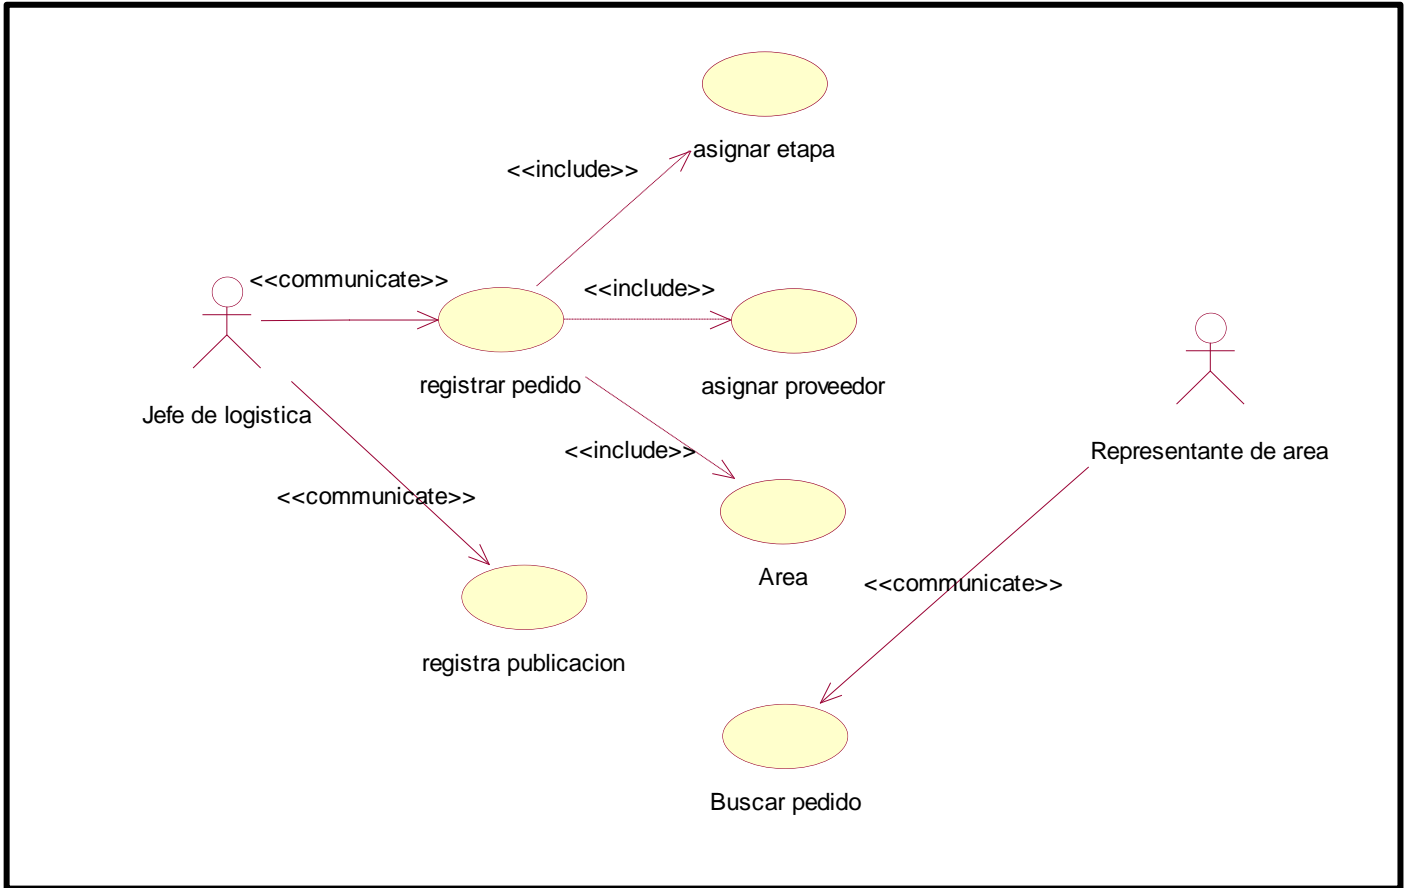 asignar etapa
<<include>>
<<communicate>>
<<include>>
registrar pedido
asignar proveedor
Jefe de logistica
<<include>>
Representante de area
<<communicate>>
Area
<<communicate>>
registra publicacion
Buscar pedido